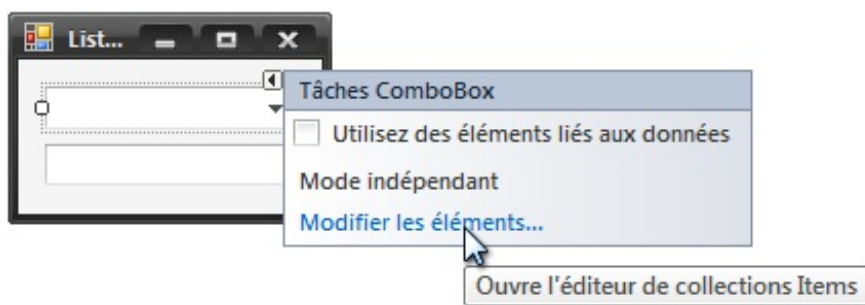 List...
Tâches ComboBox
Utilisez des éléments liés aux données
Mode indépendant
Modifier les éléments...
Ouvre l'éditeur de collections Items